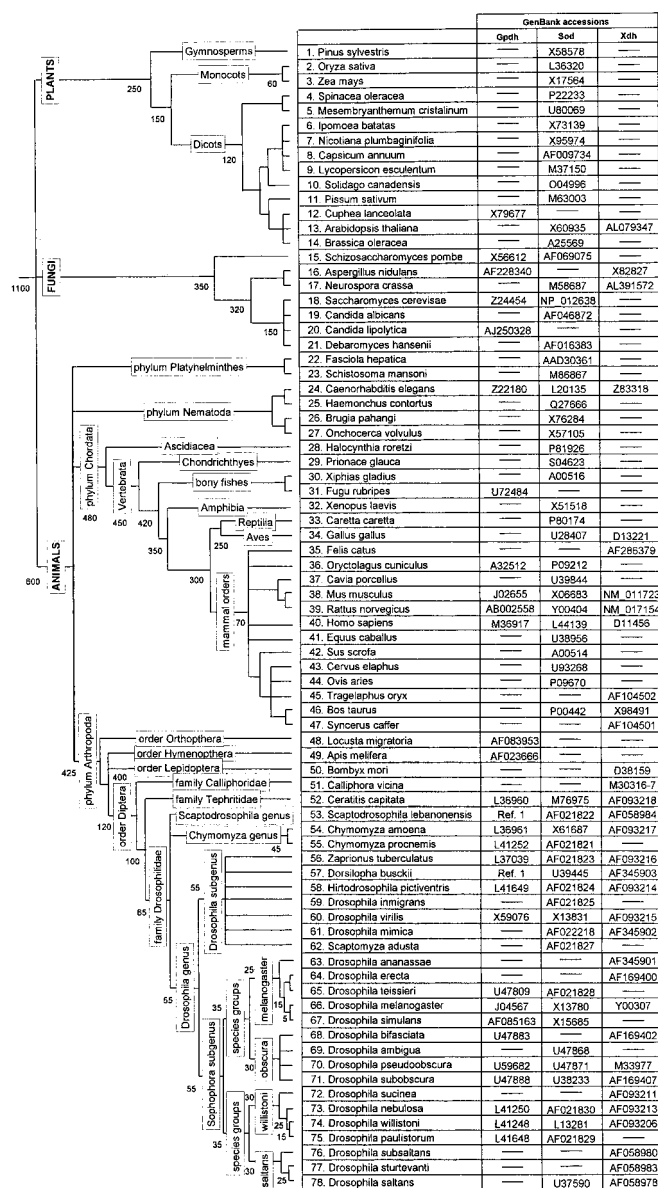 GenBank accessions
Gpdh Sod Xdh
1. Pinus sylvestris — X58578 —
2. Oryza sativa — L36320 —
3. Zea mays — X17564 —
4. Spinacea oleracea — P22233 —
5. Mesembryanthemum cristalinum — U80069 —
6. Ipomoea batatas — X73139 —
7. Nicotiana plumbaginifolia — X95974 —
8. Capsicum annuum — AF009734 —
9. Lycopersicon esculentum — M37150 —
10. Solidago canadensis — O04996 —
11. Pissum sativum — M63003 —
12. Cuphea lanceolata X79677 — —
13. Arabidopsis thaliana — X60935 AL079347
14. Brassica oleracea — A25569 —
15. Schizosaccharomyces pombe X56612 AF069075 —
16. Aspergillus nidulans AF228340 — X82827
17. Neurospora crassa — M58687 AL391572
18. Saccharomyces cerevisae Z24454 NP_012638 —
19. Candida albicans — AF046872 —
20. Candida lipolytica AJ250328 — —
21. Debaromyces hansenii — AF016383 —
22. Fasciola hepatica — AAD30361 —
23. Schistosoma mansoni — M86867 —
24. Caenorhabditis elegans Z22180 L20135 Z83318
25. Haemonchus contortus — Q27666 —
26. Brugia pahangi — X76284 —
27. Onchocerca volvulus — X57105 —
28. Halocynthia roretzi — P81926 —
29. Prionace glauca — S04623 —
30. Xiphias gladius — A00516 —
31. Fugu rubripes U72484 — —
32. Xenopus laevis — X51518 —
33. Caretta caretta — P80174 —
34. Gallus gallus — U28407 D13221
35. Felis catus — — AF286379
36. Oryctolagus cuniculus A32512 P09212 —
37. Cavia porcellus — U39844 —
38. Mus musculus J02655 X06683 NM_011723
39. Rattus norvegicus AB002558 Y00404 NM_017154
40. Homo sapiens M36917 L44139 D11456
41. Equus caballus — U38956 —
42. Sus scrofa — A00514 —
43. Cervus elaphus — U93268 —
44. Ovis aries — P09670 —
45. Tragelaphus oryx — — AF104502
46. Bos taurus — P00442 X98491
47. Syncerus caffer — — AF104501
48. Locusta migratoria AF083953 — —
49. Apis melifera AF023666 — —
50. Bombyx mori — — D38159
51. Calliphora vicina — — M30316-7
52. Ceratitis capitata L36960 M76975 AF093218
53. Scaptodrosophila lebanonensis Ref. 1 AF021822 AF058984
54. Chymomyza amoena L36961 X61687 AF093217
55. Chymomyza procnemis L41252 AF021821 —
56. Zaprionus tuberculatus L37039 AF021823 AF093216
57. Dorsilopha busckii Ref. 1 U39445 AF345903
58. Hirtodrosophila pictiventris L41649 AF021824 AF093214
59. Drosophila inmigrans — AF021825 —
60. Drosophila virilis X59076 X13831 AF093215
61. Drosophila mimica — AF022218 AF345902
62. Scaptomyza adusta — AF021827 —
63. Drosophila ananassae — — AF345901
64. Drosophila erecta — — AF169400
65. Drosophila teissieri U47809 AF021828 —
66. Drosophila melanogaster J04567 X13780 Y00307
67. Drosophila simulans AF085163 X15685 —
68. Drosophila bifasciata U47883 — AF169402
69. Drosophila ambigua — U47868 —
70. Drosophila pseudoobscura U59682 U47871 M33977
71. Drosophila subobscura U47888 U38233 AF169407
72. Drosophila sucinea — — AF093211
73. Drosophila nebulosa L41250 AF021830 AF093213
74. Drosophila willistoni L41248 L13281 AF093206
75. Drosophila paulistorum L41648 AF021829 —
76. Drosophila subsaltans — — AF058980
77. Drosophila sturtevanti — — AF058983
78. Drosophila saltans — U37590 AF058978
1100
PLANTS
250
Gymnosperms
150
Monocots
60
Dicots
120
FUNGI
350
320
150
800
ANIMALS
phylum Platyhelminthes
phylum Nematoda
phylum Chordata
480
Ascidiacea
Vertebrata
450
Chondrichthyes
420
bony fishes
350
Amphibia
300
250
Reptilia
Aves
mammal orders
70
phylum Arthropoda
425
order Orthopthera
order Hymenopthera
400
order Lepidoptera
order Diptera
120
family Calliphoridae
100
family Tephritidae
family Drosophilidae
65
Scaptodrosophila genus
Chymomyza genus
45
Drosophila genus
55
55
Drosophila subgenus
55
Sophophora subgenus
35
species groups
25
melanogaster
15
5
30
obscura
35
species groups
30
willistoni
25
15
30
saltans
25